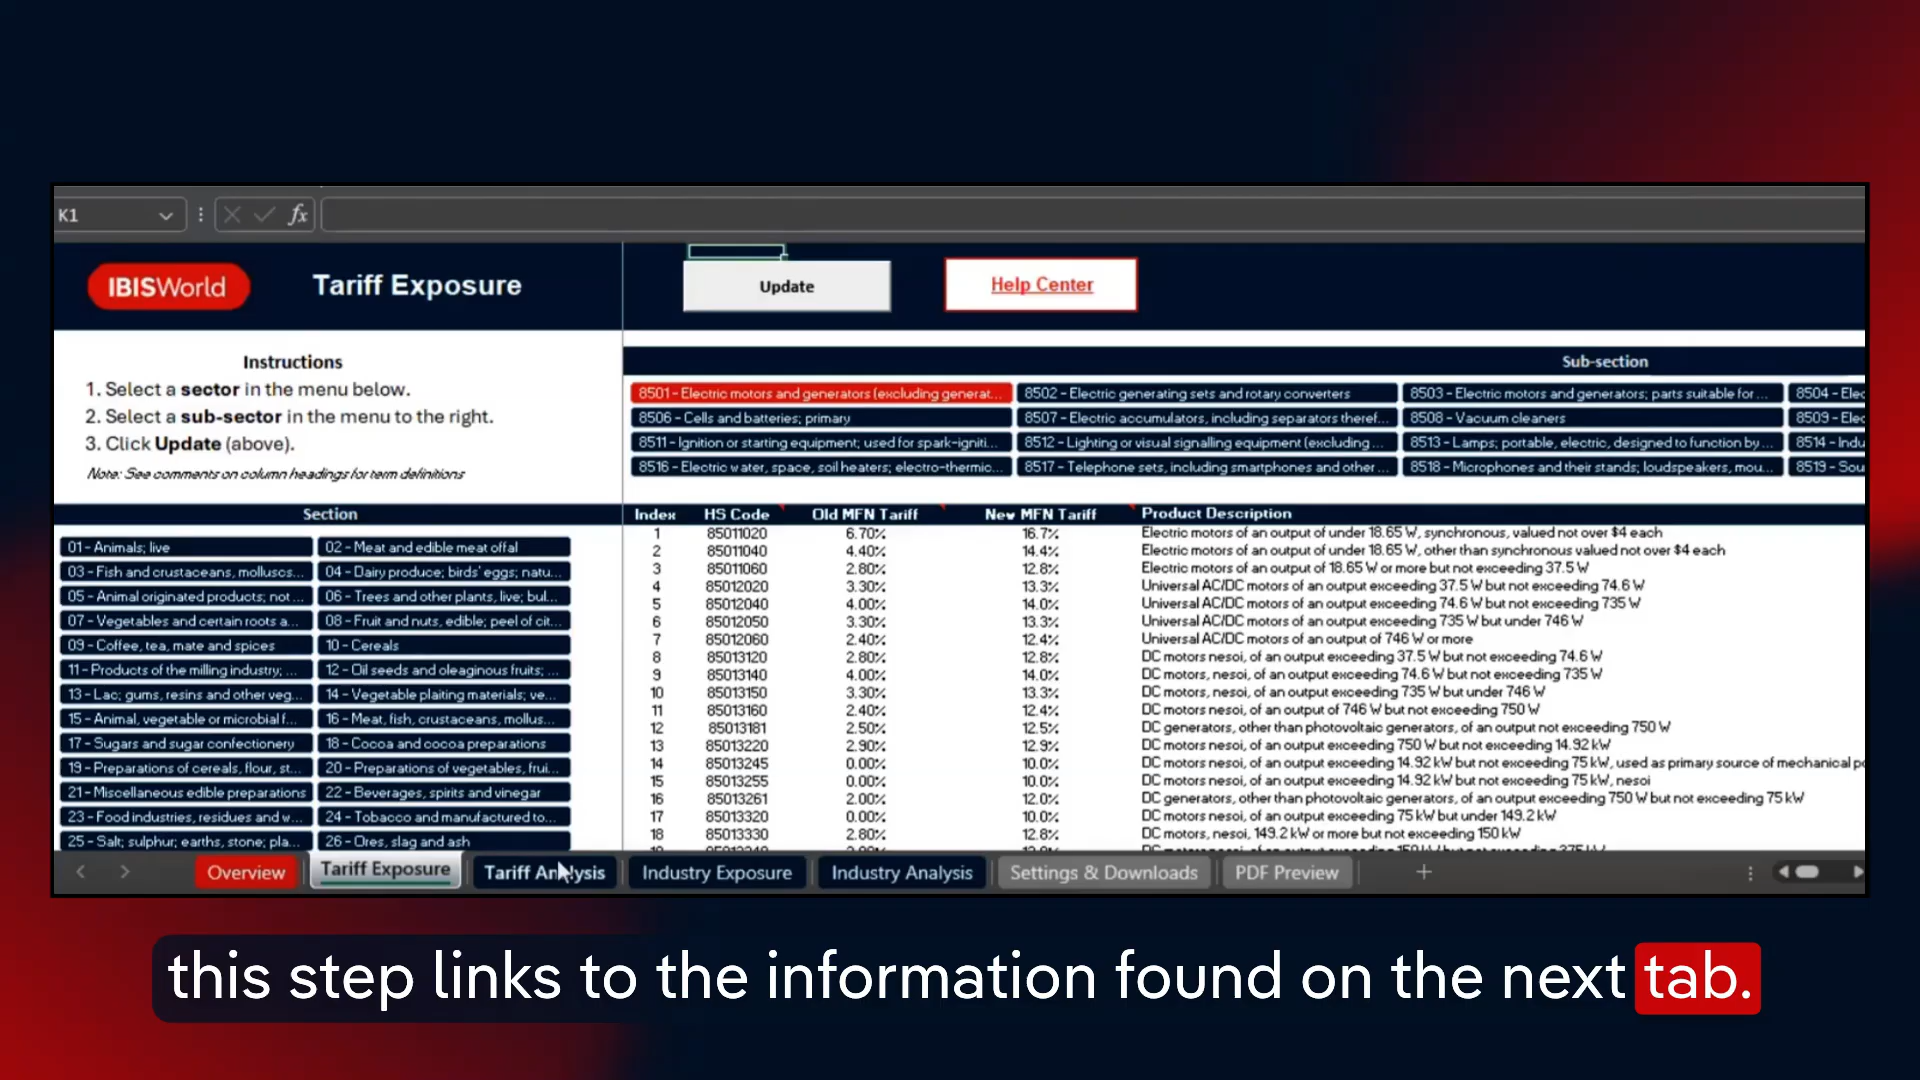 K1
fx
IBISWorld
Tariff Exposure
Update
Help Center
Instructions
1. Select a sector in the menu below.
2. Select a sub-sector in the menu to the right.
3. Click Update (above).
Note: See comments on column headings for term definitions
Sub-section
8501 - Electric motors and generators (excluding generat... 8502 - Electric generating sets and rotary converters 8503 - Electric motors and generators; parts suitable for ... 8504 - Elec
8506 - Cells and batteries; primary 8507 - Electric accumulators, including separators theref... 8508 - Vacuum cleaners 8509 - Elec
8511 - Ignition or starting equipment; used for spark-igniti... 8512 - Lighting or visual signalling equipment (excluding ... 8513 - Lamps; portable, electric, designed to function by ... 8514 - Indu
8516 - Electric water, space, soil heaters; electro-thermic... 8517 - Telephone sets, including smartphones and other ... 8518 - Microphones and their stands; loudspeakers, mou... 8519 - Sou
Section
01 - Animals; live 02 - Meat and edible meat offal
03 - Fish and crustaceans, molluscs... 04 - Dairy produce; birds' eggs; natu...
05 - Animal originated products; not ... 06 - Trees and other plants, live; bul...
07 - Vegetables and certain roots a... 08 - Fruit and nuts, edible; peel of cit...
09 - Coffee, tea, mate and spices 10 - Cereals
11 - Products of the milling industry; ... 12 - Oil seeds and oleaginous fruits; ...
13 - Lac; gums, resins and other veg... 14 - Vegetable plaiting materials; ve...
15 - Animal, vegetable or microbial f... 16 - Meat, fish, crustaceans, mollus...
17 - Sugars and sugar confectionery 18 - Cocoa and cocoa preparations
19 - Preparations of cereals, flour, st... 20 - Preparations of vegetables, frui...
21 - Miscellaneous edible preparations 22 - Beverages, spirits and vinegar
23 - Food industries, residues and w... 24 - Tobacco and manufactured to...
25 - Salt; sulphur; earths, stone; pla... 26 - Ores, slag and ash
Index HS Code Old MFN Tariff New MFN Tariff Product Description
1 85011020 6.70% 16.7% Electric motors of an output of under 18.65 W, synchronous, valued not over $4 each
2 85011040 4.40% 14.4% Electric motors of an output of under 18.65 W, other than synchronous valued not over $4 each
3 85011060 2.80% 12.8% Electric motors of an output of 18.65 W or more but not exceeding 37.5 W
4 85012020 3.30% 13.3% Universal AC/DC motors of an output exceeding 37.5 W but not exceeding 74.6 W
5 85012040 4.00% 14.0% Universal AC/DC motors of an output exceeding 74.6 W but not exceeding 735 W
6 85012050 3.30% 13.3% Universal AC/DC motors of an output exceeding 735 W but under 746 W
7 85012060 2.40% 12.4% Universal AC/DC motors of an output of 746 W or more
8 85013120 2.80% 12.8% DC motors nesoi, of an output exceeding 37.5 W but not exceeding 74.6 W
9 85013140 4.00% 14.0% DC motors, nesoi, of an output exceeding 74.6 W but not exceeding 735 W
10 85013150 3.30% 13.3% DC motors nesoi, of an output exceeding 735 W but under 746 W
11 85013160 2.40% 12.4% DC motors nesoi, of an output of 746 W but not exceeding 750 W
12 85013181 2.50% 12.5% DC generators, other than photovoltaic generators, of an output not exceeding 750 W
13 85013220 2.90% 12.9% DC motors nesoi, of an output exceeding 750 W but not exceeding 14.92 kW
14 85013245 0.00% 10.0% DC motors nesoi, of an output exceeding 14.92 kW but not exceeding 75 kW, used as primary source of mechanical po
15 85013255 0.00% 10.0% DC motors nesoi, of an output exceeding 14.92 kW but not exceeding 75 kW, nesoi
16 85013261 2.00% 12.0% DC generators, other than photovoltaic generators, of an output exceeding 750 W but not exceeding 75 kW
17 85013320 0.00% 10.0% DC motors nesoi, of an output exceeding 75 kW but under 149.2 kW
18 85013330 2.80% 12.8% DC motors, nesoi, 149.2 kW or more but not exceeding 150 kW
Overview Tariff Exposure Tariff Analysis Industry Exposure Industry Analysis Settings & Downloads PDF Preview
this step links to the information found on the next tab.